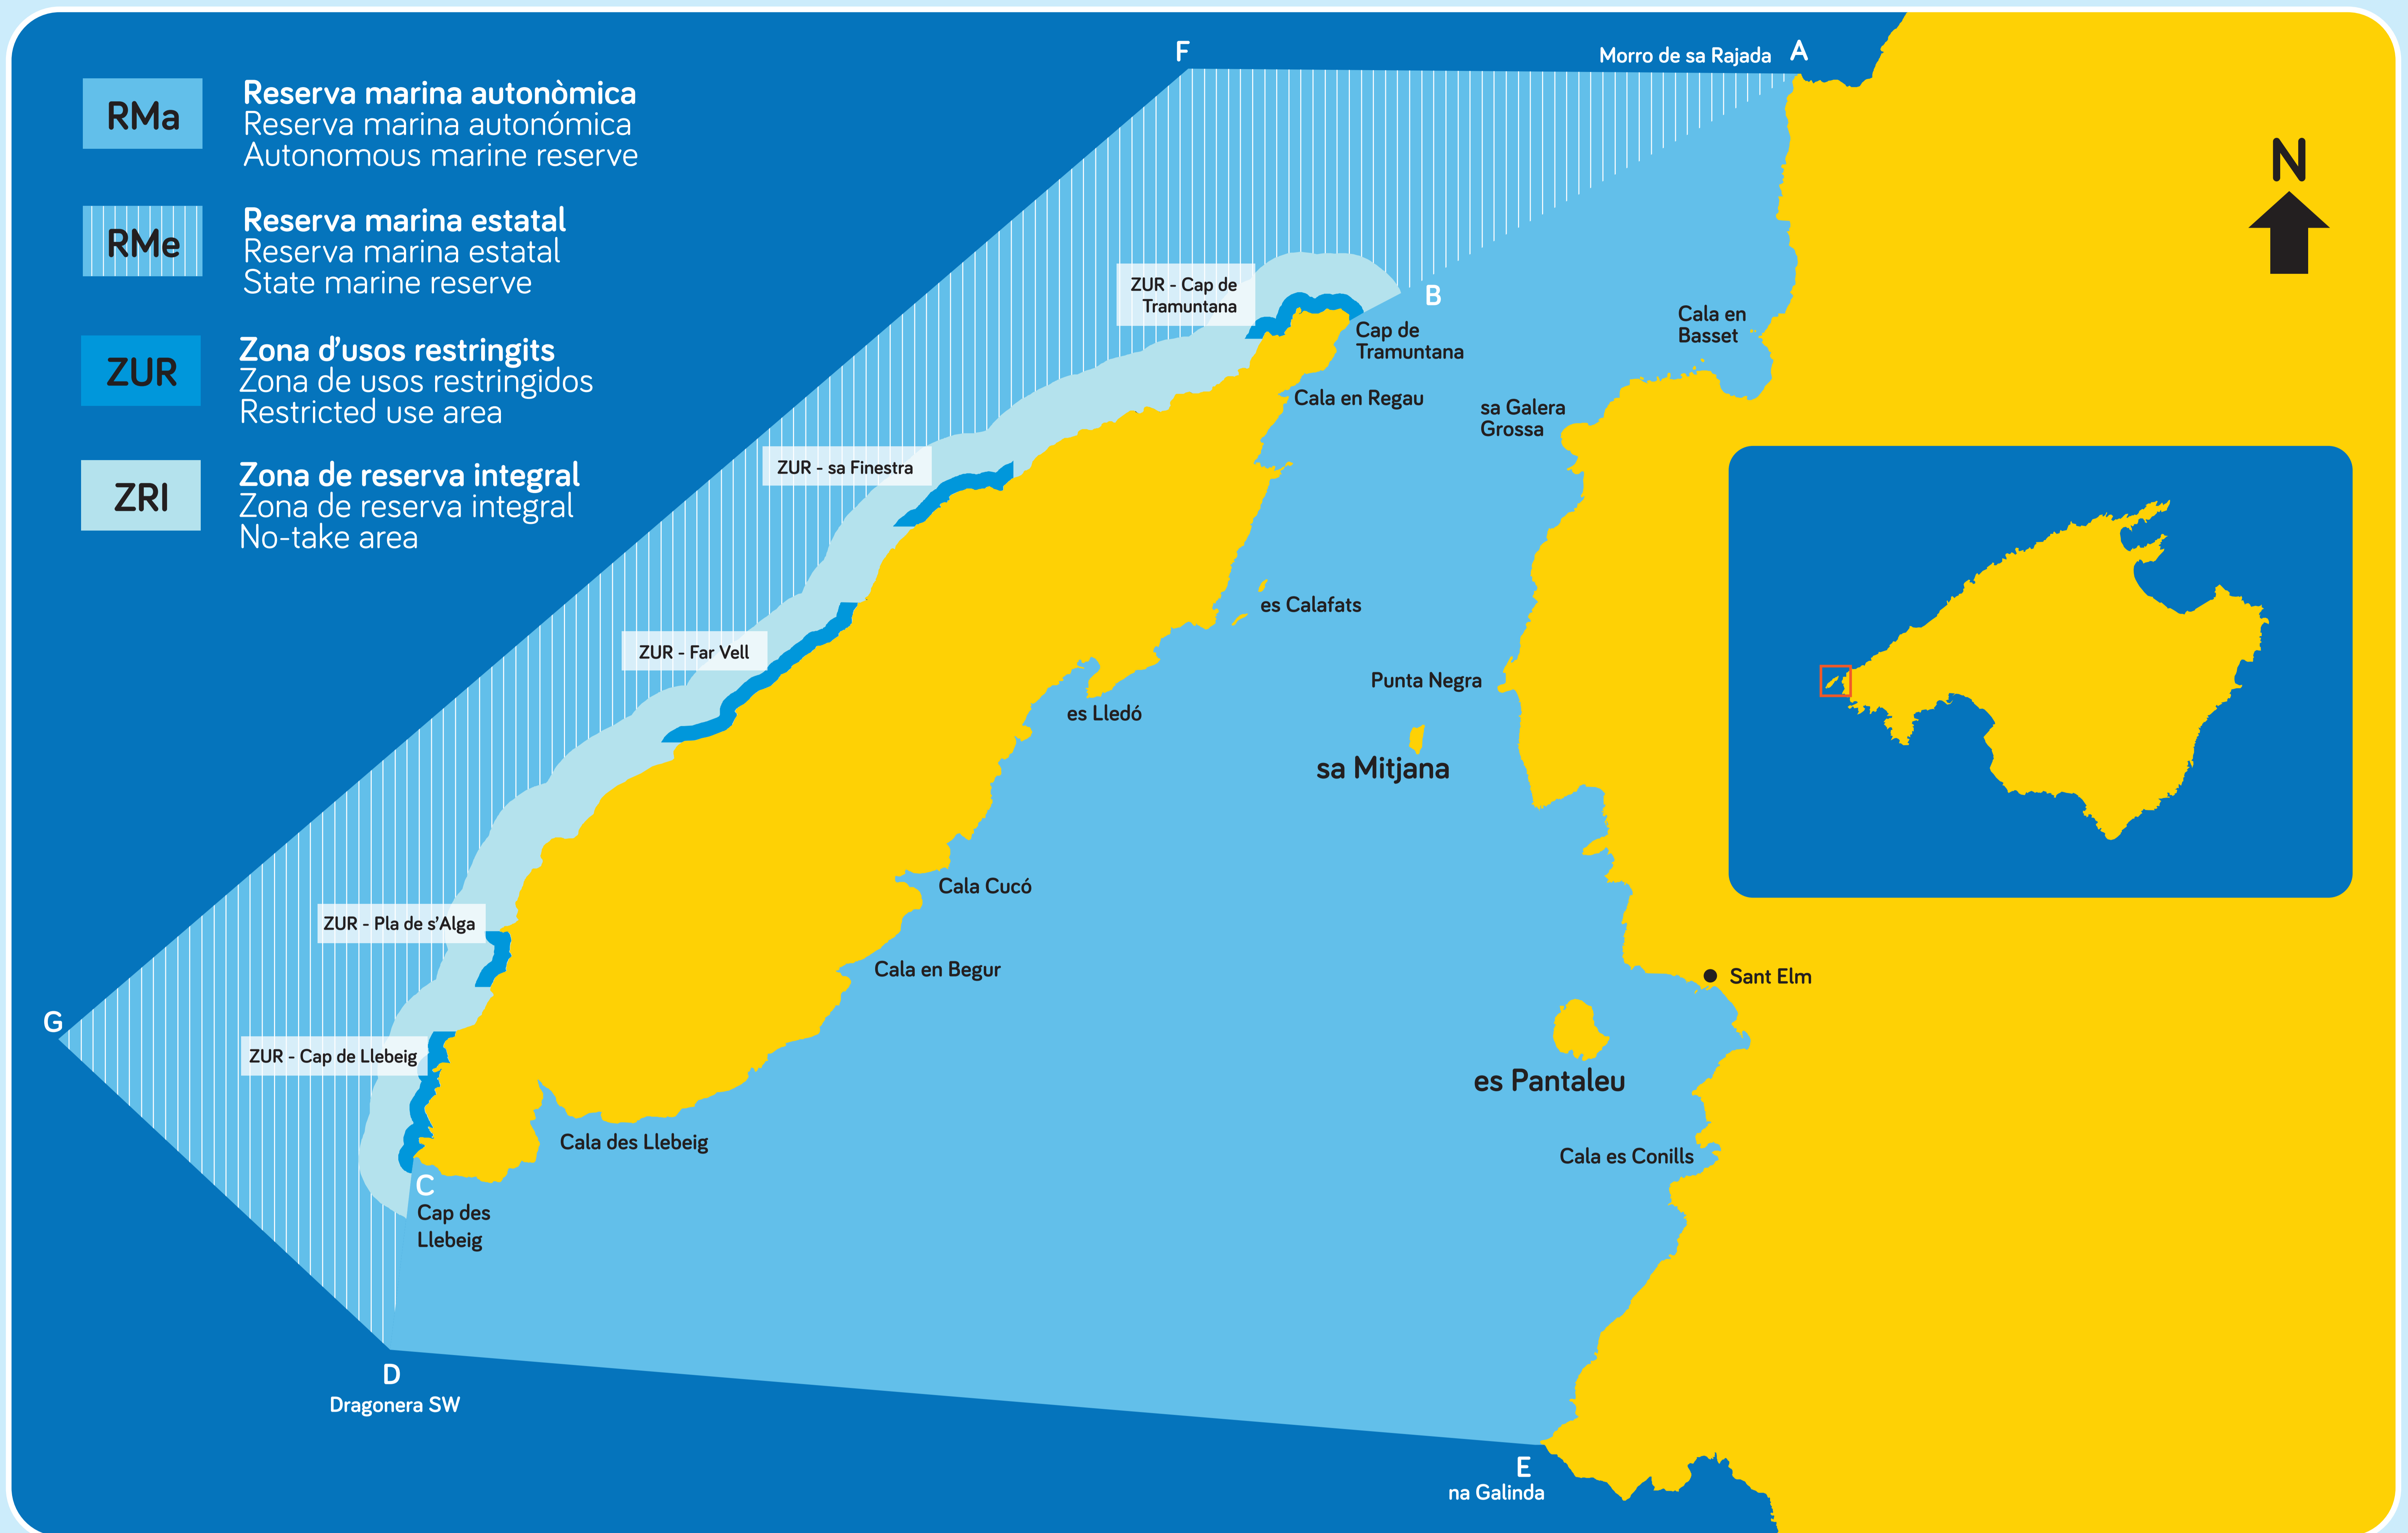 RMa
Reserva marina autonòmica
Reserva marina autonómica
Autonomous marine reserve
RMe
Reserva marina estatal
Reserva marina estatal
State marine reserve
ZUR
Zona d'usos restringits
Zona de usos restringidos
Restricted use area
ZRI
Zona de reserva integral
Zona de reserva integral
No-take area
F
Morro de sa Rajada
A
N
ZUR - Cap de
Tramuntana
B
Cap de
Tramuntana
Cala en
Basset
Cala en Regau
sa Galera
Grossa
ZUR - sa Finestra
es Calafats
ZUR - Far Vell
Punta Negra
es Lledó
sa Mitjana
Cala Cucó
ZUR - Pla de s'Alga
Cala en Begur
Sant Elm
G
ZUR - Cap de Llebeig
es Pantaleu
Cala des Llebeig
Cala es Conills
C
Cap des
Llebeig
D
Dragonera SW
E
na Galinda